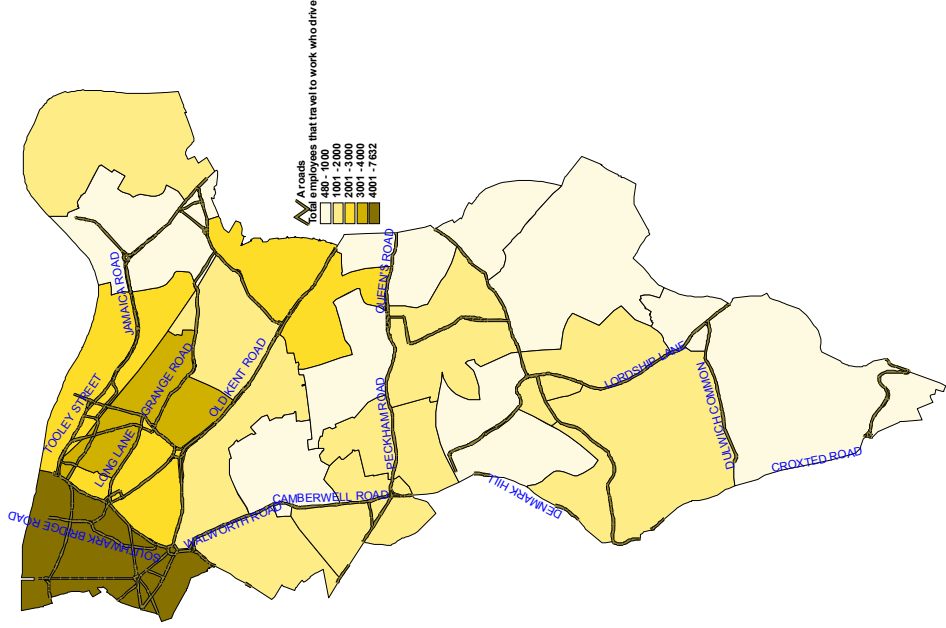 A roads
Total employees that travel to work who drive
480 - 1000
1001 - 2000
2001 - 3000
3001 - 4000
4001 - 7632
JAMAICA ROAD
QUEEN'S ROAD
GRANGE ROAD
OLD KENT ROAD
TOOLEY STREET
LONG LANE
LORDSHIP LANE
DULWICH COMMON
PECKHAM ROAD
CROXTED ROAD
CAMBERWELL ROAD
DENMARK HILL
WALWORTH ROAD
SOUTHWARK BRIDGE ROAD